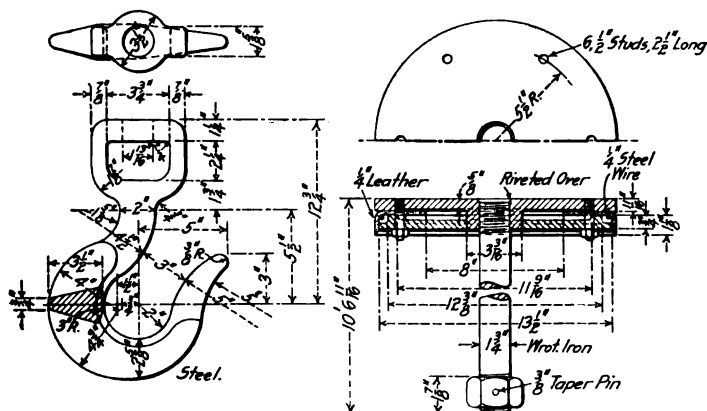 7/8"
3 3/4"
7/8"
1 1/4"
2 1/4"
1 3/4"
12 3/4"
2"
5"
5 1/2"
3 1/2"
3"
3/8 R.
3"
3" R.
Steel.
6, 1/2" Studs, 2 1/2" Long
5 1/2" R.
1/4" Leather
5/8"
Riveted Over
1/4" Steel
Wire
3 3/16"
8"
11 9/16"
12 3/8"
13 1/2"
10' 6 11/16"
1 3/4"
Wrot. Iron
3/8" Taper Pin
1 7/8"